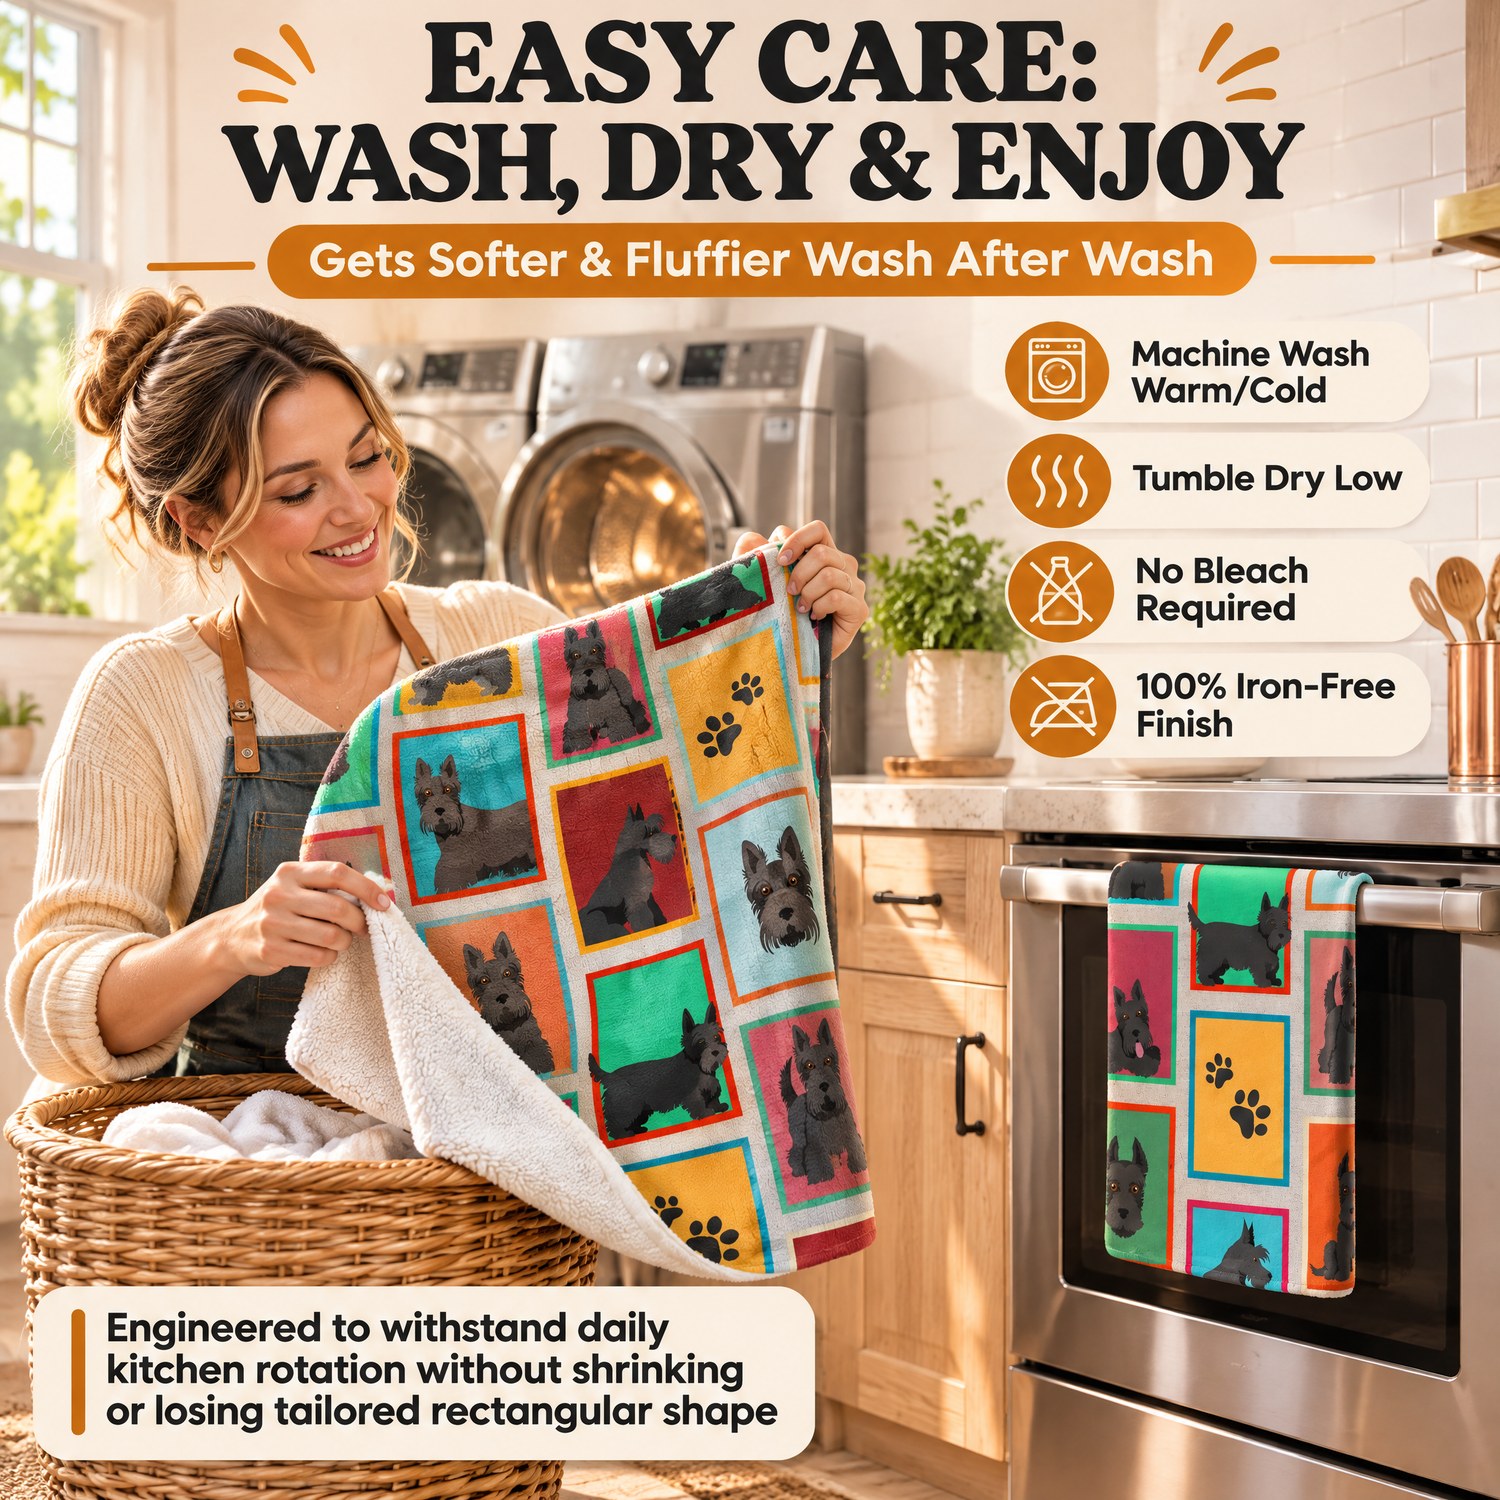 EASY CARE:
WASH, DRY & ENJOY
Gets Softer & Fluffier Wash After Wash
Machine Wash
Warm/Cold
Tumble Dry Low
No Bleach
Required
100% Iron-Free
Finish
Engineered to withstand daily
kitchen rotation without shrinking
or losing tailored rectangular shape